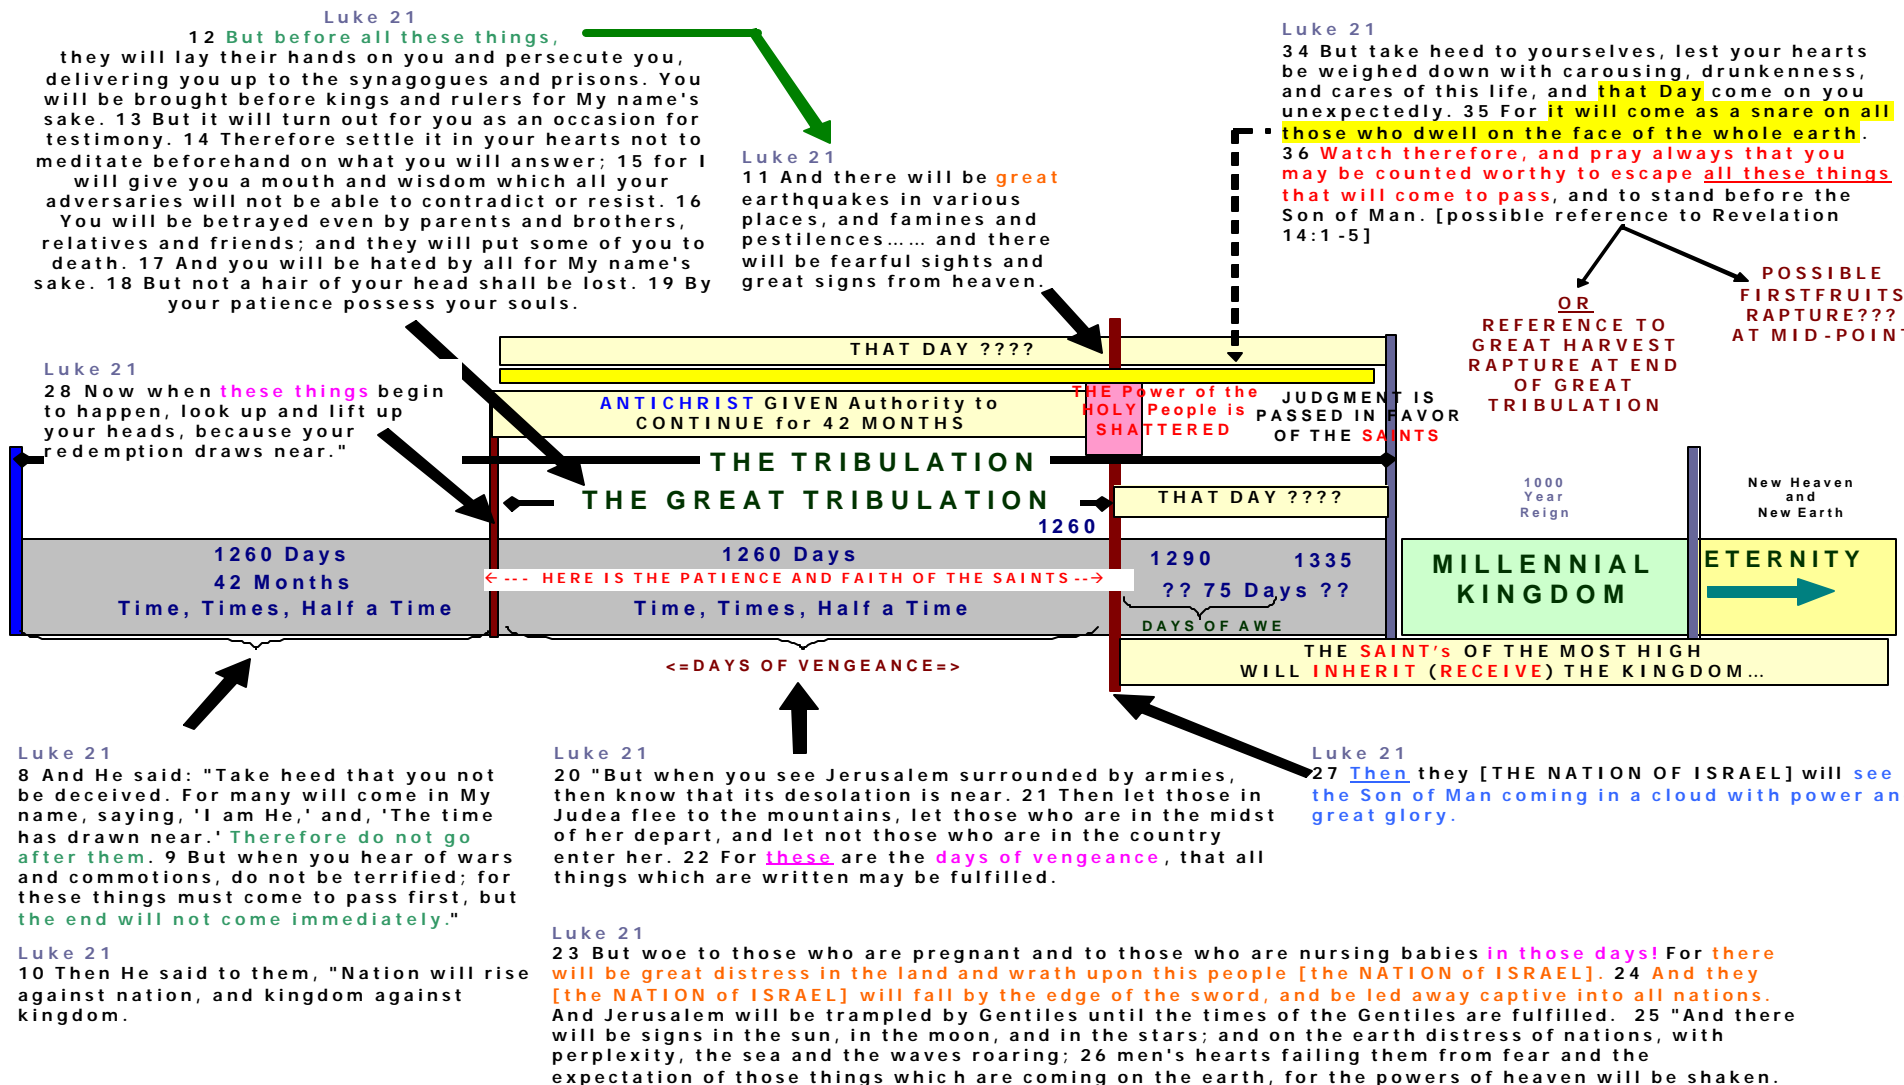 Luke 21
12 But before all these things,
they will lay their hands on you and persecute you,
delivering you up to the synagogues and prisons. You
will be brought before kings and rulers for My name's
sake. 13 But it will turn out for you as an occasion for
testimony. 14 Therefore settle it in your hearts not to
meditate beforehand on what you will answer; 15 for I
will give you a mouth and wisdom which all your
adversaries will not be able to contradict or resist. 16
You will be betrayed even by parents and brothers,
relatives and friends; and they will put some of you to
death. 17 And you will be hated by all for My name's
sake. 18 But not a hair of your head shall be lost. 19 By
your patience possess your souls.
Luke 21
11 And there will be great
earthquakes in various
places, and famines and
pestilences...... and there
will be fearful sights and
great signs from heaven.
Luke 21
34 But take heed to yourselves, lest your hearts
be weighed down with carousing, drunkenness,
and cares of this life, and that Day come on you
unexpectedly. 35 For it will come as a snare on all
those who dwell on the face of the whole earth.
36 Watch therefore, and pray always that you
may be counted worthy to escape all these things
that will come to pass, and to stand before the
Son of Man. [possible reference to Revelation
14:1-5]
OR
REFERENCE TO
GREAT HARVEST
RAPTURE AT END
OF GREAT
TRIBULATION
POSSIBLE
FIRSTFRUITS
RAPTURE???
AT MID-POINT
Luke 21
28 Now when these things begin
to happen, look up and lift up
your heads, because your
redemption draws near."
THAT DAY ????
ANTICHRIST GIVEN Authority to
CONTINUE for 42 MONTHS
THE Power of the
HOLY People is
SHATTERED
JUDGMENT IS
PASSED IN FAVOR
OF THE SAINTS
THE TRIBULATION
THE GREAT TRIBULATION
1260
THAT DAY ????
1000
Year
Reign
New Heaven
and
New Earth
1260 Days
42 Months
Time, Times, Half a Time
1260 Days
←--- HERE IS THE PATIENCE AND FAITH OF THE SAINTS --→
Time, Times, Half a Time
1290 1335
?? 75 Days ??
DAYS OF AWE
MILLENNIAL
KINGDOM
ETERNITY
<=DAYS OF VENGEANCE=>
THE SAINT's OF THE MOST HIGH
WILL INHERIT (RECEIVE) THE KINGDOM...
Luke 21
8 And He said: "Take heed that you not
be deceived. For many will come in My
name, saying, 'I am He,' and, 'The time
has drawn near.' Therefore do not go
after them. 9 But when you hear of wars
and commotions, do not be terrified; for
these things must come to pass first, but
the end will not come immediately."
Luke 21
10 Then He said to them, "Nation will rise
against nation, and kingdom against
kingdom.
Luke 21
20 "But when you see Jerusalem surrounded by armies,
then know that its desolation is near. 21 Then let those in
Judea flee to the mountains, let those who are in the midst
of her depart, and let not those who are in the country
enter her. 22 For these are the days of vengeance, that all
things which are written may be fulfilled.
Luke 21
27 Then they [THE NATION OF ISRAEL] will see
the Son of Man coming in a cloud with power an
great glory.
Luke 21
23 But woe to those who are pregnant and to those who are nursing babies in those days! For there
will be great distress in the land and wrath upon this people [the NATION of ISRAEL]. 24 And they
[the NATION of ISRAEL] will fall by the edge of the sword, and be led away captive into all nations.
And Jerusalem will be trampled by Gentiles until the times of the Gentiles are fulfilled. 25 "And there
will be signs in the sun, in the moon, and in the stars; and on the earth distress of nations, with
perplexity, the sea and the waves roaring; 26 men's hearts failing them from fear and the
expectation of those things which are coming on the earth, for the powers of heaven will be shaken.